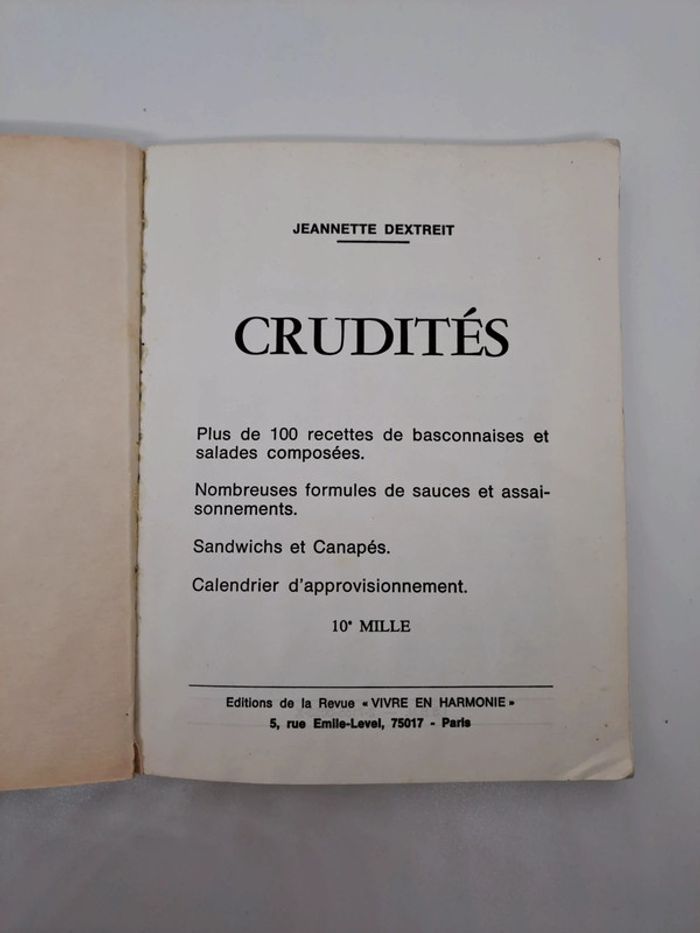 JEANNETTE DEXTREIT
CRUDITÉS
Plus de 100 recettes de basconnaises et
salades composées.
Nombreuses formules de sauces et assai-
sonnements.
Sandwichs et Canapés.
Calendrier d'approvisionnement.
10e MILLE
Editions de la Revue « VIVRE EN HARMONIE »
5, rue Emile-Level, 75017 - Paris